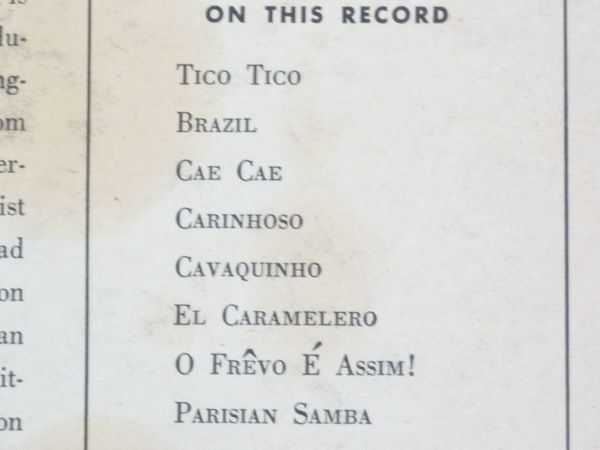 ON THIS RECORD
TICO TICO
BRAZIL
CAE CAE
CARINHOSO
CAVAQUINHO
EL CARAMELERO
O FRÊVO É ASSIM!
PARISIAN SAMBA